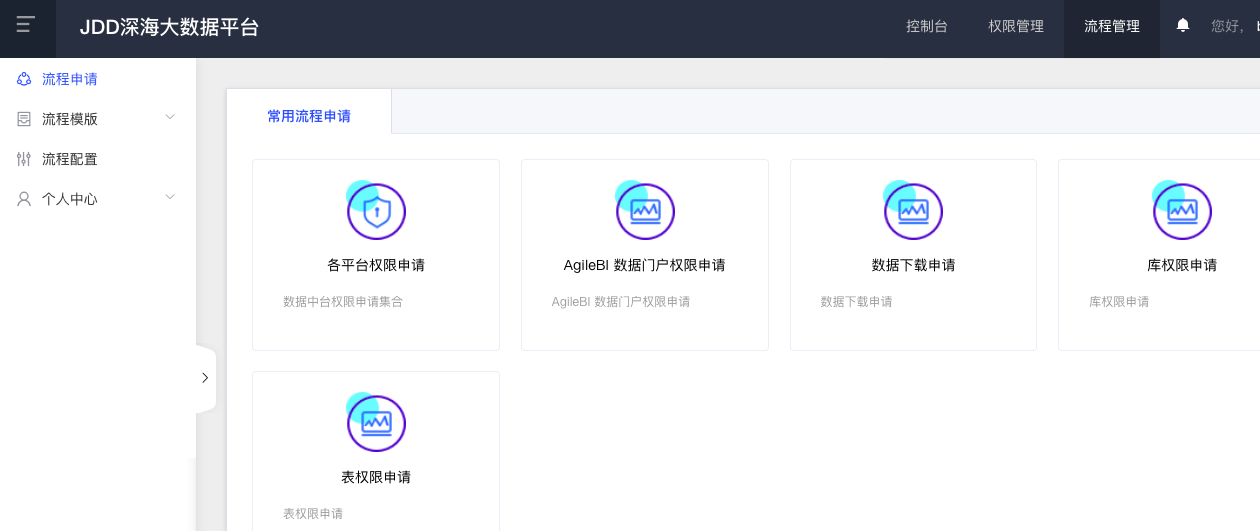 JDD深海大数据平台
控制台
权限管理
流程管理
您好,
流程申请
流程模版
流程配置
个人中心
常用流程申请
各平台权限申请
数据中台权限申请集合
AgileBI 数据门户权限申请
AgileBI 数据门户权限申请
数据下载申请
数据下载申请
库权限申请
库权限申请
表权限申请
表权限申请